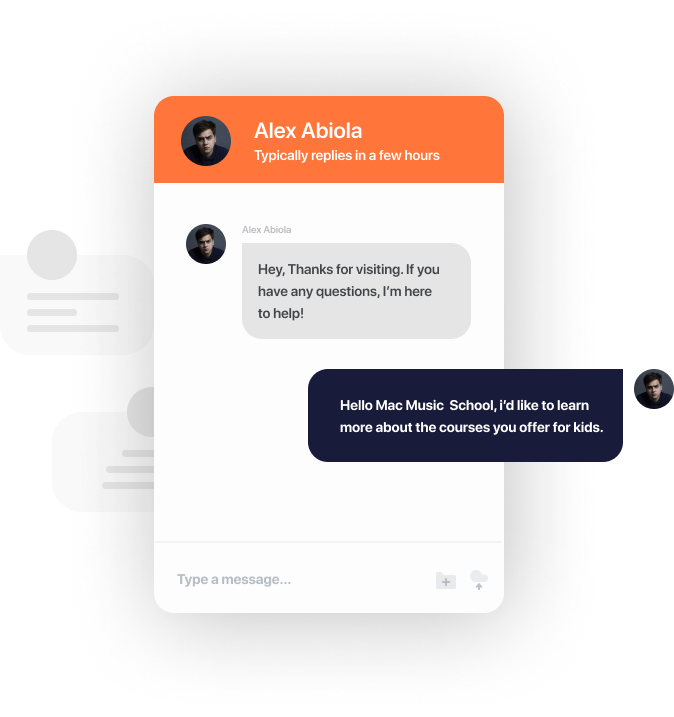 Alex Abiola
Typically replies in a few hours
Alex Abiola
Hey, Thanks for visiting. If you
have any questions, I’m here
to help!
Hello Mac Music  School, i’d like to learn
more about the courses you offer for kids.
Type a message...